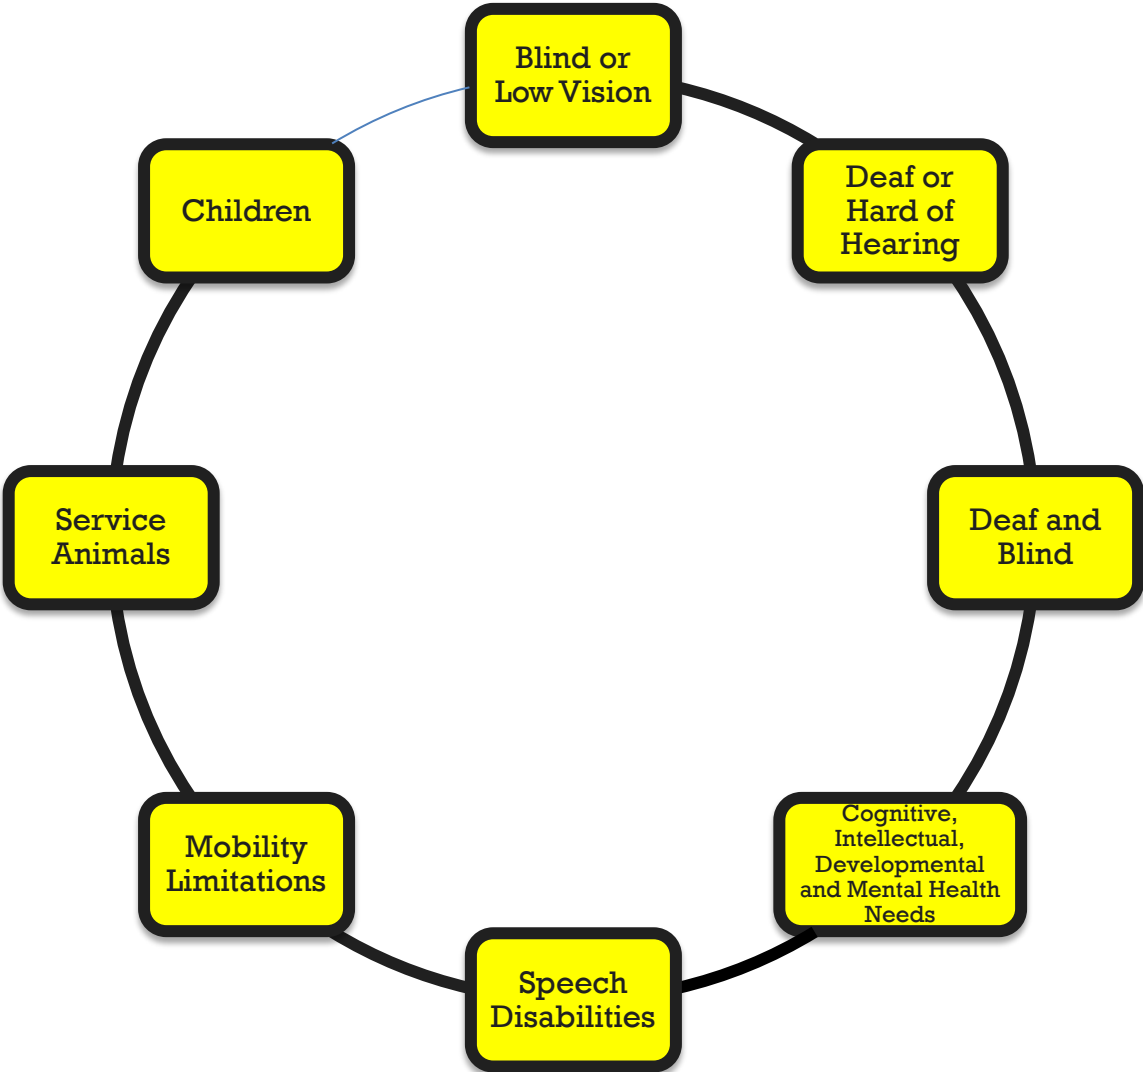 Blind or
Low Vision
Deaf or
Hard of
Hearing
Deaf and
Blind
Cognitive,
Intellectual,
Developmental
and Mental Health
Needs
Speech
Disabilities
Mobility
Limitations
Service
Animals
Children